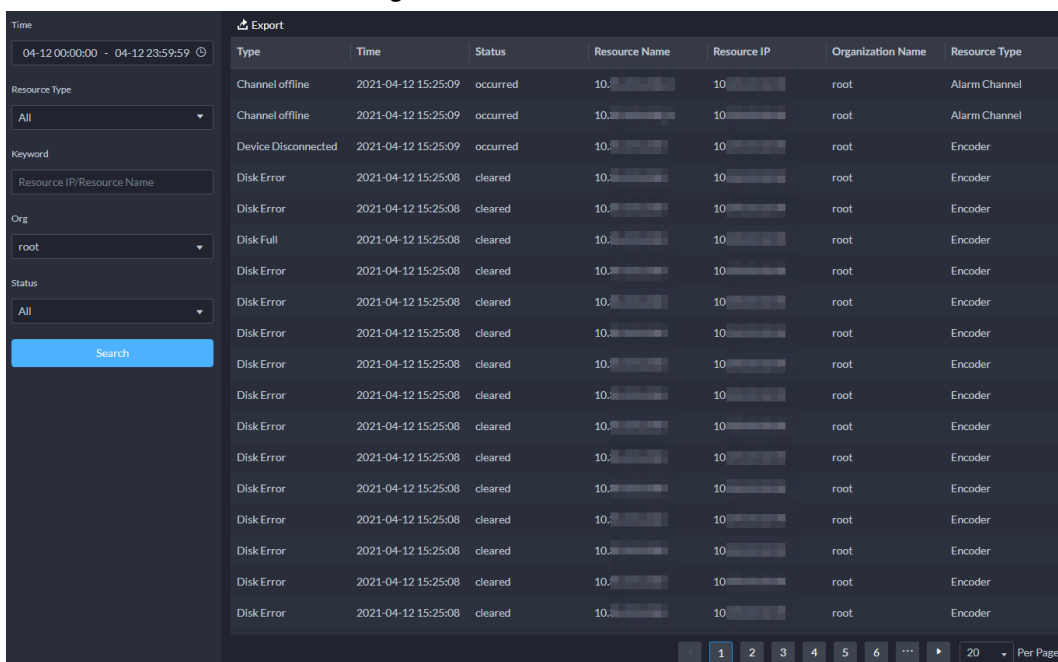 Time
04-12 00:00:00 - 04-12 23:59:59
Resource Type
All
Keyword
Resource IP/Resource Name
Org
root
Status
All
Search
Export
Type Time Status Resource Name Resource IP Organization Name Resource Type
Channel offline 2021-04-12 15:25:09 occurred 10. 10 root Alarm Channel
Channel offline 2021-04-12 15:25:09 occurred 10. 10 root Alarm Channel
Device Disconnected 2021-04-12 15:25:09 occurred 10. 10 root Encoder
Disk Error 2021-04-12 15:25:08 cleared 10. 10 root Encoder
Disk Error 2021-04-12 15:25:08 cleared 10. 10 root Encoder
Disk Full 2021-04-12 15:25:08 cleared 10. 10 root Encoder
Disk Error 2021-04-12 15:25:08 cleared 10. 10 root Encoder
Disk Error 2021-04-12 15:25:08 cleared 10. 10 root Encoder
Disk Error 2021-04-12 15:25:08 cleared 10. 10 root Encoder
Disk Error 2021-04-12 15:25:08 cleared 10. 10 root Encoder
Disk Error 2021-04-12 15:25:08 cleared 10. 10 root Encoder
Disk Error 2021-04-12 15:25:08 cleared 10. 10 root Encoder
Disk Error 2021-04-12 15:25:08 cleared 10. 10 root Encoder
Disk Error 2021-04-12 15:25:08 cleared 10. 10 root Encoder
Disk Error 2021-04-12 15:25:08 cleared 10. 10 root Encoder
Disk Error 2021-04-12 15:25:08 cleared 10. 10 root Encoder
Disk Error 2021-04-12 15:25:08 cleared 10. 10 root Encoder
Disk Error 2021-04-12 15:25:08 cleared 10. 10 root Encoder
1 2 3 4 5 6 ... 20 Per Page